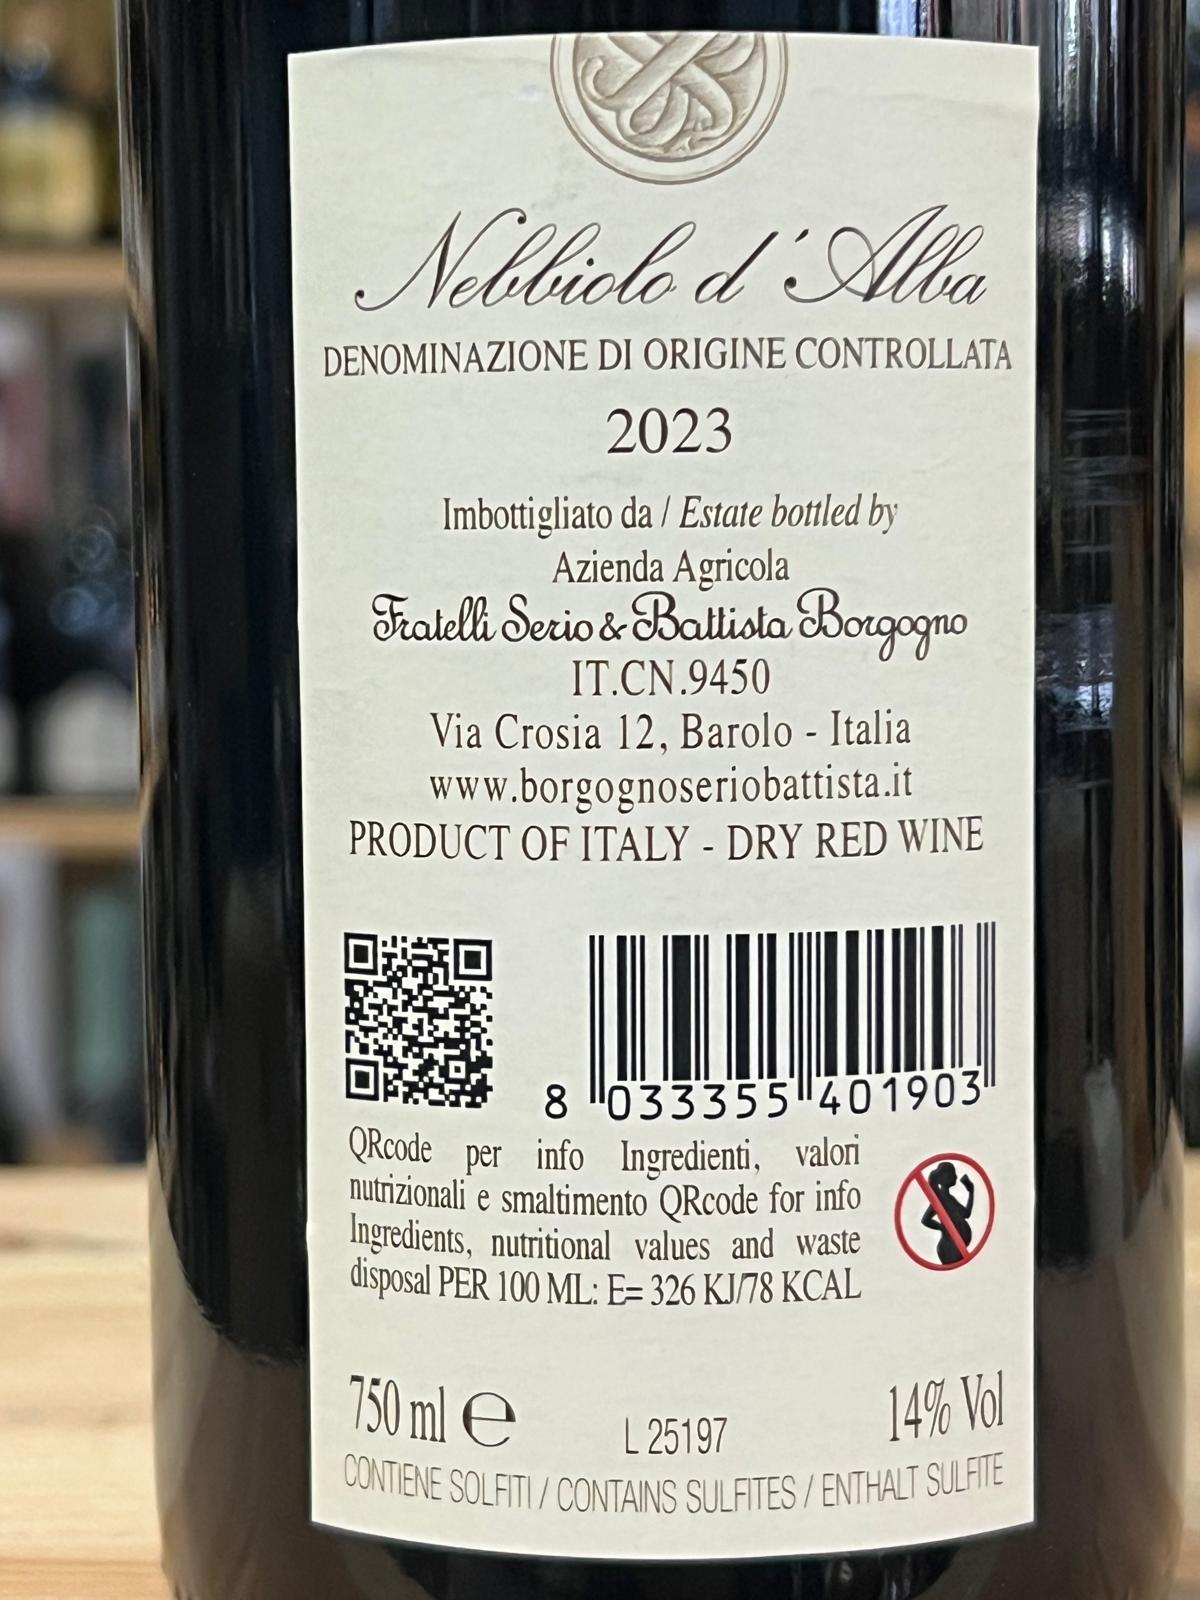 Nebbiolo d'Alba
DENOMINAZIONE DI ORIGINE CONTROLLATA
2023
Imbottigliato da / Estate bottled by
Azienda Agricola
Fratelli Serio & Battista Borgogno
IT.CN.9450
Via Crosia 12, Barolo - Italia
www.borgognoseriobattista.it
PRODUCT OF ITALY - DRY RED WINE
8 033355 401903
QRcode per info Ingredienti, valori
nutrizionali e smaltimento QRcode for info
Ingredients, nutritional values and waste
disposal PER 100 ML: E= 326 KJ/78 KCAL
750 ml e
L 25197
14% Vol
CONTIENE SOLFITI / CONTAINS SULFITES / ENTHALT SULFITE